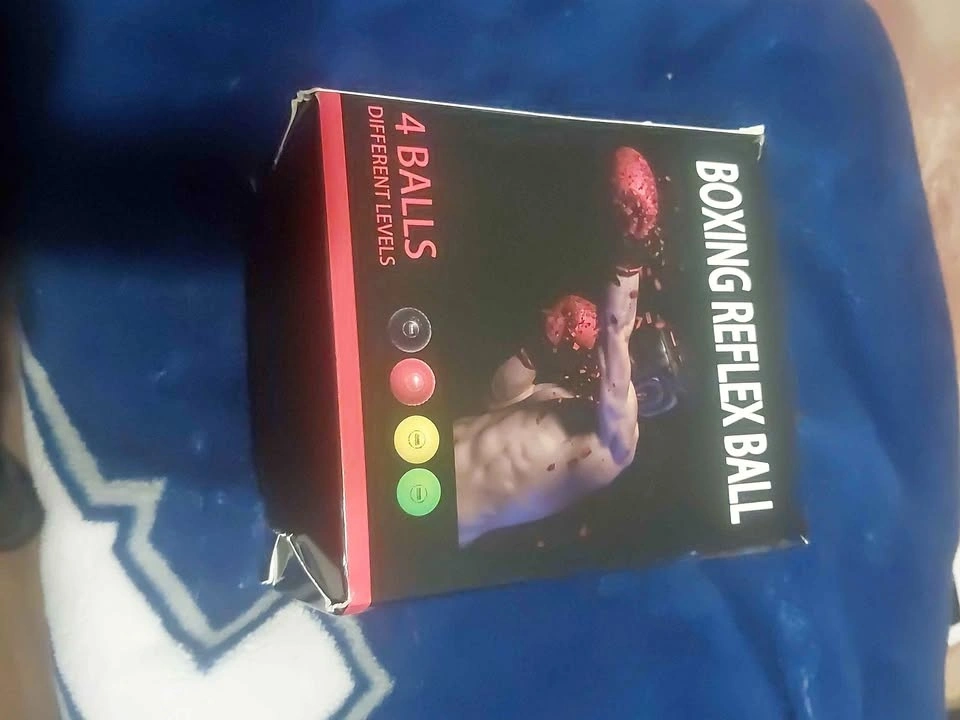 BOXING REFLEX BALL
4 BALLS
DIFFERENT LEVELS